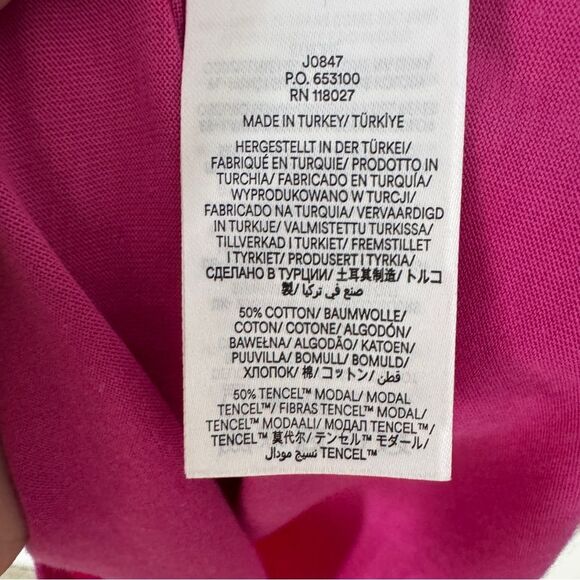 J0847
P.O. 653100
RN 118027
MADE IN TURKEY/ TÜRKİYE
HERGESTELLT IN DER TÜRKEI/
FABRIQUÉ EN TURQUIE/ PRODOTTO IN
TURCHIA/ FABRICADO EN TURQUÍA/
WYPRODUKOWANO W TURCJI/
FABRICADO NA TURQUIA/ VERVAARDIGD
IN TURKIJE/ VALMISTETTU TURKISSA/
TILLVERKAD I TURKIET/ FREMSTILLET
I TYRKIET/ PRODUSERT I TYRKIA/
СДЕЛАНО В ТУРЦИИ/ 土耳其制造/ トルコ
製/ صنع في تركيا
50% COTTON/ BAUMWOLLE/
COTON/ COTONE/ ALGODÓN/
BAWEŁNA/ ALGODÃO/ KATOEN/
PUUVILLA/ BOMULL/ BOMULD/
ХЛОПОК/ 棉/ コットン/ قطن
50% TENCEL™ MODAL/ MODAL
TENCEL™/ FIBRAS TENCEL™ MODAL/
TENCEL™ MODAALI/ МОДАЛ TENCEL™/
TENCEL™ 莫代尔/ テンセル™ モダール/
نسيج مودال TENCEL™